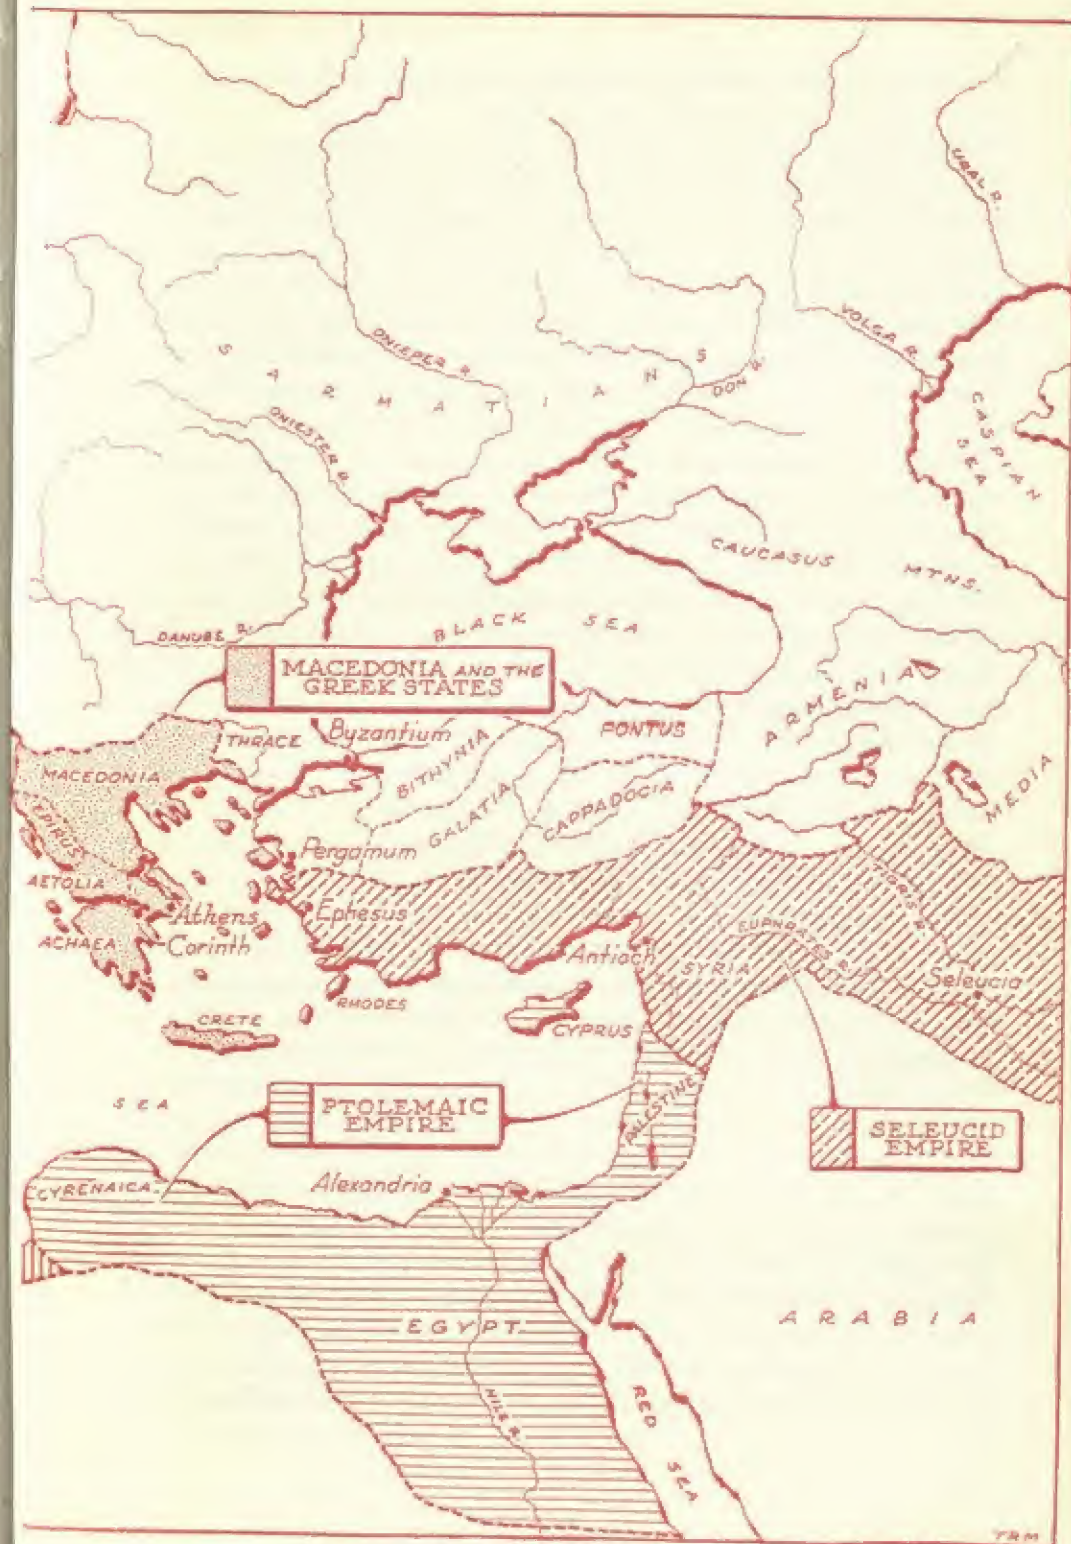 URAL R.
VOLGA R.
DNIEPER R.
SARMATIANS
DON R.
DNIESTER R.
CASPIAN
SEA
CAUCASUS MTNS.
DANUBE R.
BLACK SEA
MACEDONIA AND THE
GREEK STATES
ARMENIA
THRACE
Byzantium
BITHYNIA
PONTUS
MACEDONIA
GALATIA
CAPPADOCIA
MEDIA
EPIRUS
Pergamum
AETOLIA
TIGRIS R.
Athens
Ephesus
EUPHRATES R.
ACHAEA
Corinth
Antioch
SYRIA
Seleucia
RHODES
CRETE
CYPRUS
SEA
PTOLEMAIC
EMPIRE
PALESTINE
SELEUCID
EMPIRE
CYRENAICA
Alexandria
EGYPT
ARABIA
NILE R.
RED
SEA
TRM